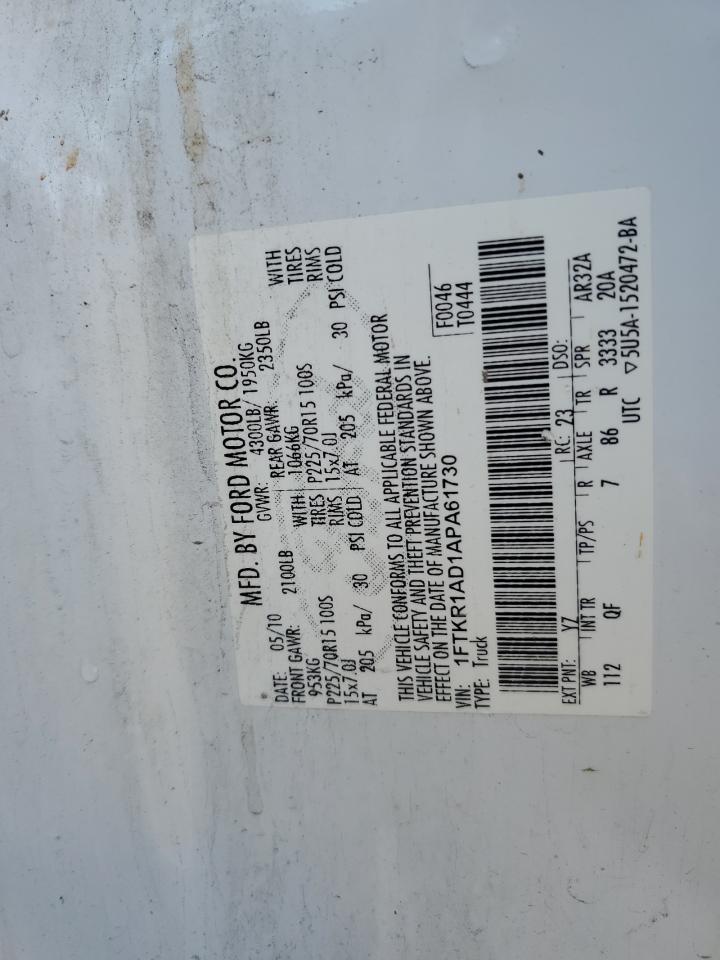 MFD. BY FORD MOTOR CO.
DATE: 05/10 GVWR: 4300LB/ 1950KG
FRONT GAWR: 2100LB REAR GAWR: 2350LB
953KG WITH 1066KG WITH
P225/70R15 100S TIRES P225/70R15 100S TIRES
15x7.0J RIMS 15x7.0J RIMS
AT 205 kPa/ 30 PSI COLD AT 205 kPa/ 30 PSI COLD
THIS VEHICLE CONFORMS TO ALL APPLICABLE FEDERAL MOTOR
VEHICLE SAFETY AND THEFT PREVENTION STANDARDS IN
EFFECT ON THE DATE OF MANUFACTURE SHOWN ABOVE.
VIN: 1FTKR1AD1APA61730 F0046
TYPE: Truck T0444
EXT PNT: YZ RC: 23 DSO:
WB INT TR TP/PS R AXLE TR SPR AR32A
112 QF 7 86 R 3333 20A
UTC ▽5U5A-1520472-BA